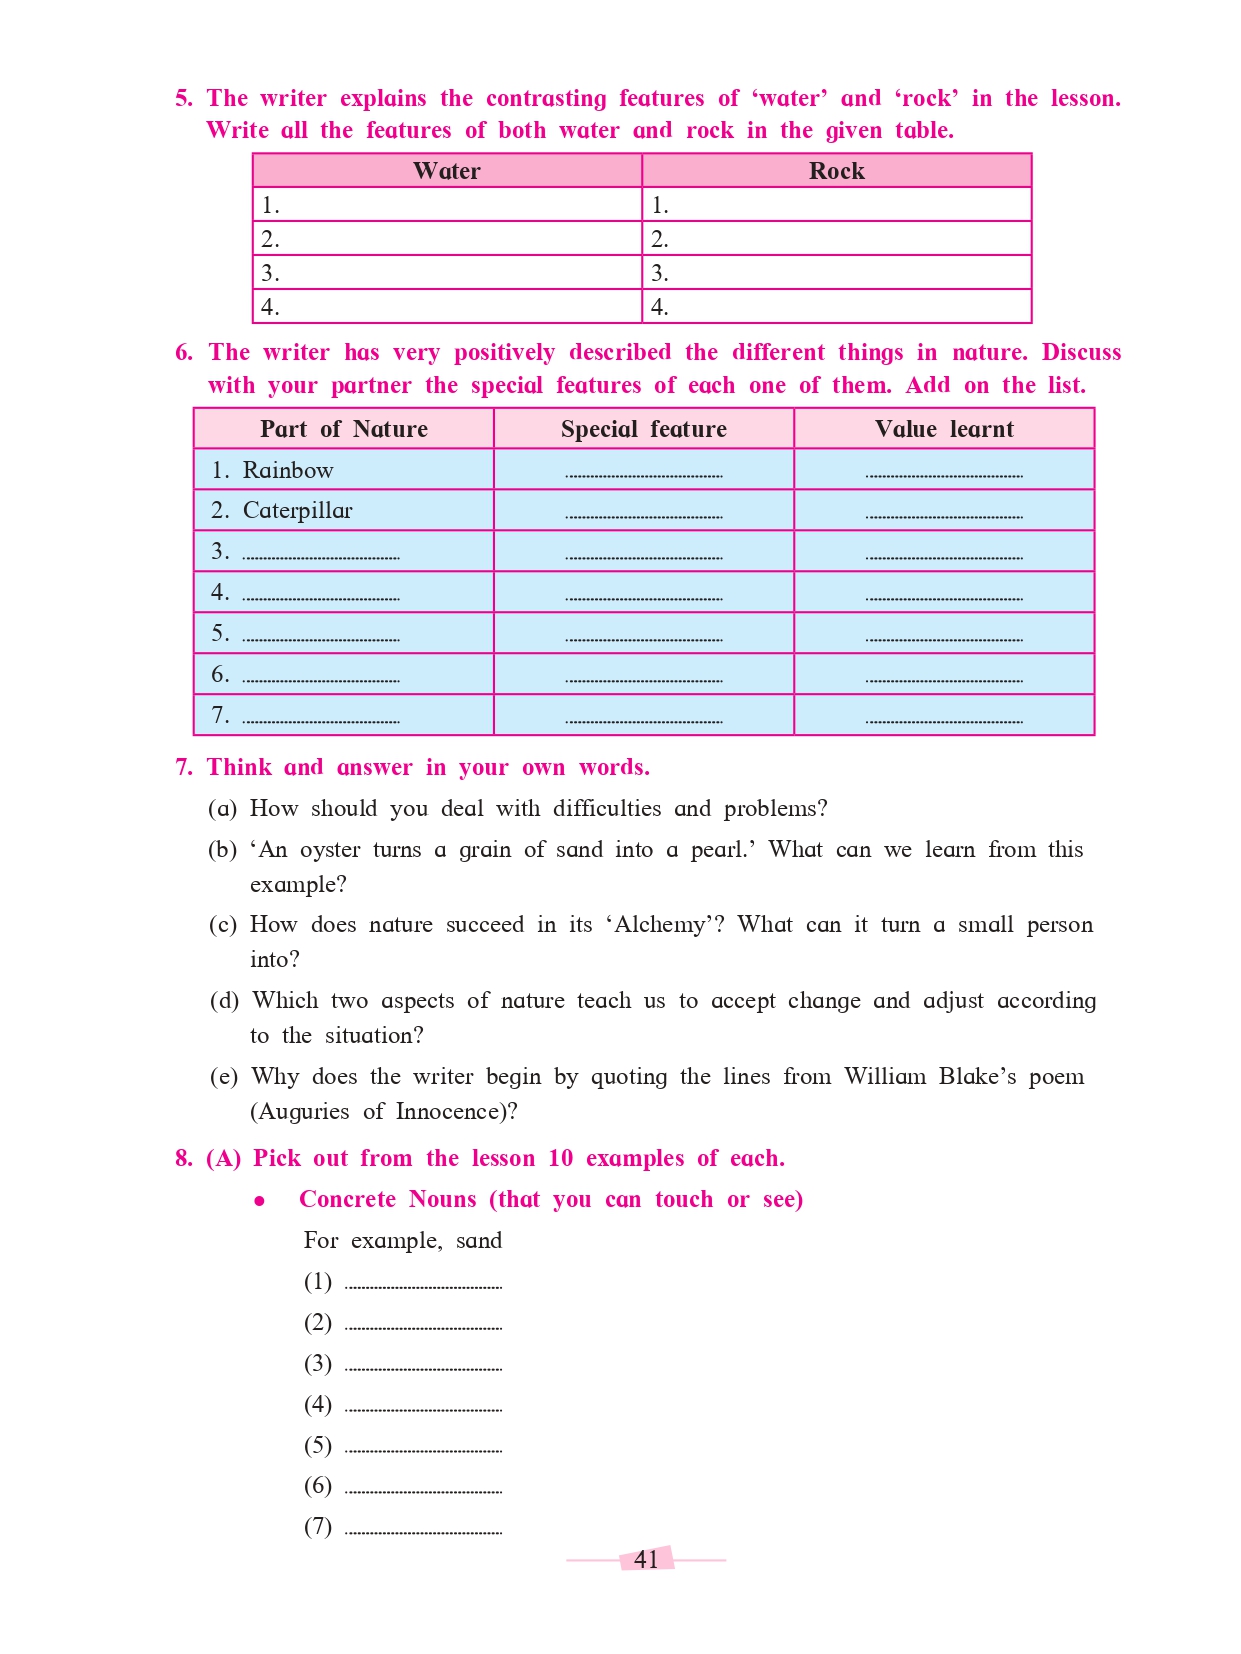 5. The writer explains the contrasting features of ‘water’ and ‘rock’ in the lesson.
Write all the features of both water and rock in the given table.
Water Rock
1. 1.
2. 2.
3. 3.
4. 4.
6. The writer has very positively described the different things in nature. Discuss
with your partner the special features of each one of them. Add on the list.
Part of Nature Special feature Value learnt
1. Rainbow ........................ ........................
2. Caterpillar ........................ ........................
3. ........................ ........................ ........................
4. ........................ ........................ ........................
5. ........................ ........................ ........................
6. ........................ ........................ ........................
7. ........................ ........................ ........................
7. Think and answer in your own words.
(a) How should you deal with difficulties and problems?
(b) ‘An oyster turns a grain of sand into a pearl.’ What can we learn from this
example?
(c) How does nature succeed in its ‘Alchemy’? What can it turn a small person
into?
(d) Which two aspects of nature teach us to accept change and adjust according
to the situation?
(e) Why does the writer begin by quoting the lines from William Blake’s poem
(Auguries of Innocence)?
8. (A) Pick out from the lesson 10 examples of each.
● Concrete Nouns (that you can touch or see)
For example, sand
(1) ........................
(2) ........................
(3) ........................
(4) ........................
(5) ........................
(6) ........................
(7) ........................
41